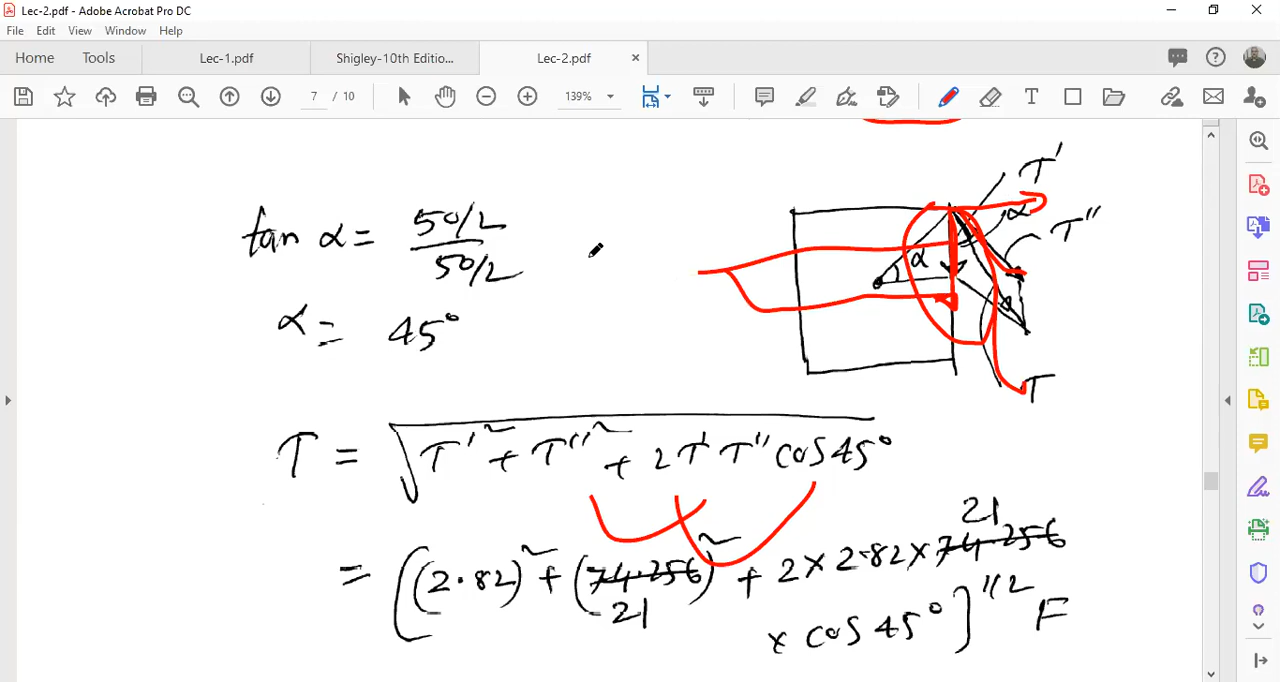 Lec-2.pdf - Adobe Acrobat Pro DC
File Edit View Window Help
Home Tools Lec-1.pdf Shigley-10th Editio... Lec-2.pdf ×
7 / 10 139%
tan α = 50/2
50/2
α = 45°
τ'
α
τ''
α
τ
τ = √ τ'² + τ''² + 2 τ' τ'' cos 45°
21
= ((2.82)² + (74.256)² + 2 × 2.82 × 74.256
21
× cos 45°]^1/2 F